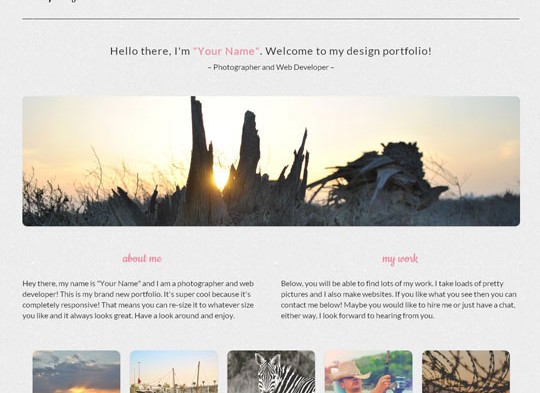 Hello there, I'm "Your Name". Welcome to my design portfolio!
– Photographer and Web Developer –
about me
Hey there, my name is "Your Name" and I am a photographer and web
developer! This is my brand new portfolio. It's super cool because it's
completely responsive! That means you can re-size it to whatever size
you like and it always looks great. Have a look around and enjoy.
my work
Below, you will be able to find lots of my work. I take loads of pretty
pictures and I also make websites. If you like what you see then you can
contact me below! Maybe you would like to hire me or just have a chat,
either way, I look forward to hearing from you.